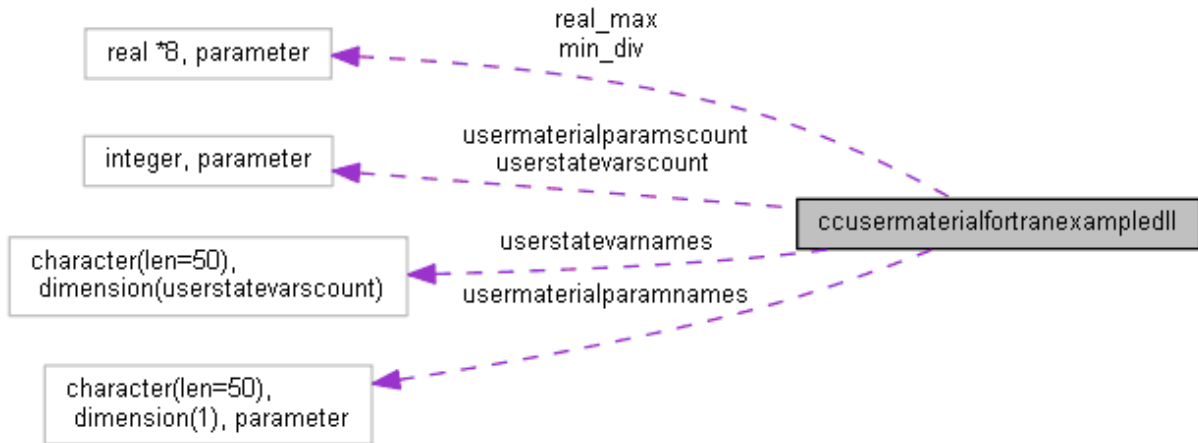 real_max
min_div
real *8, parameter
usermaterialparamscount
userstatevarscount
integer, parameter
ccusermaterialfortranexampledll
userstatevarnames
character(len=50),
dimension(userstatevarscount)
usermaterialparamnames
character(len=50),
dimension(1), parameter